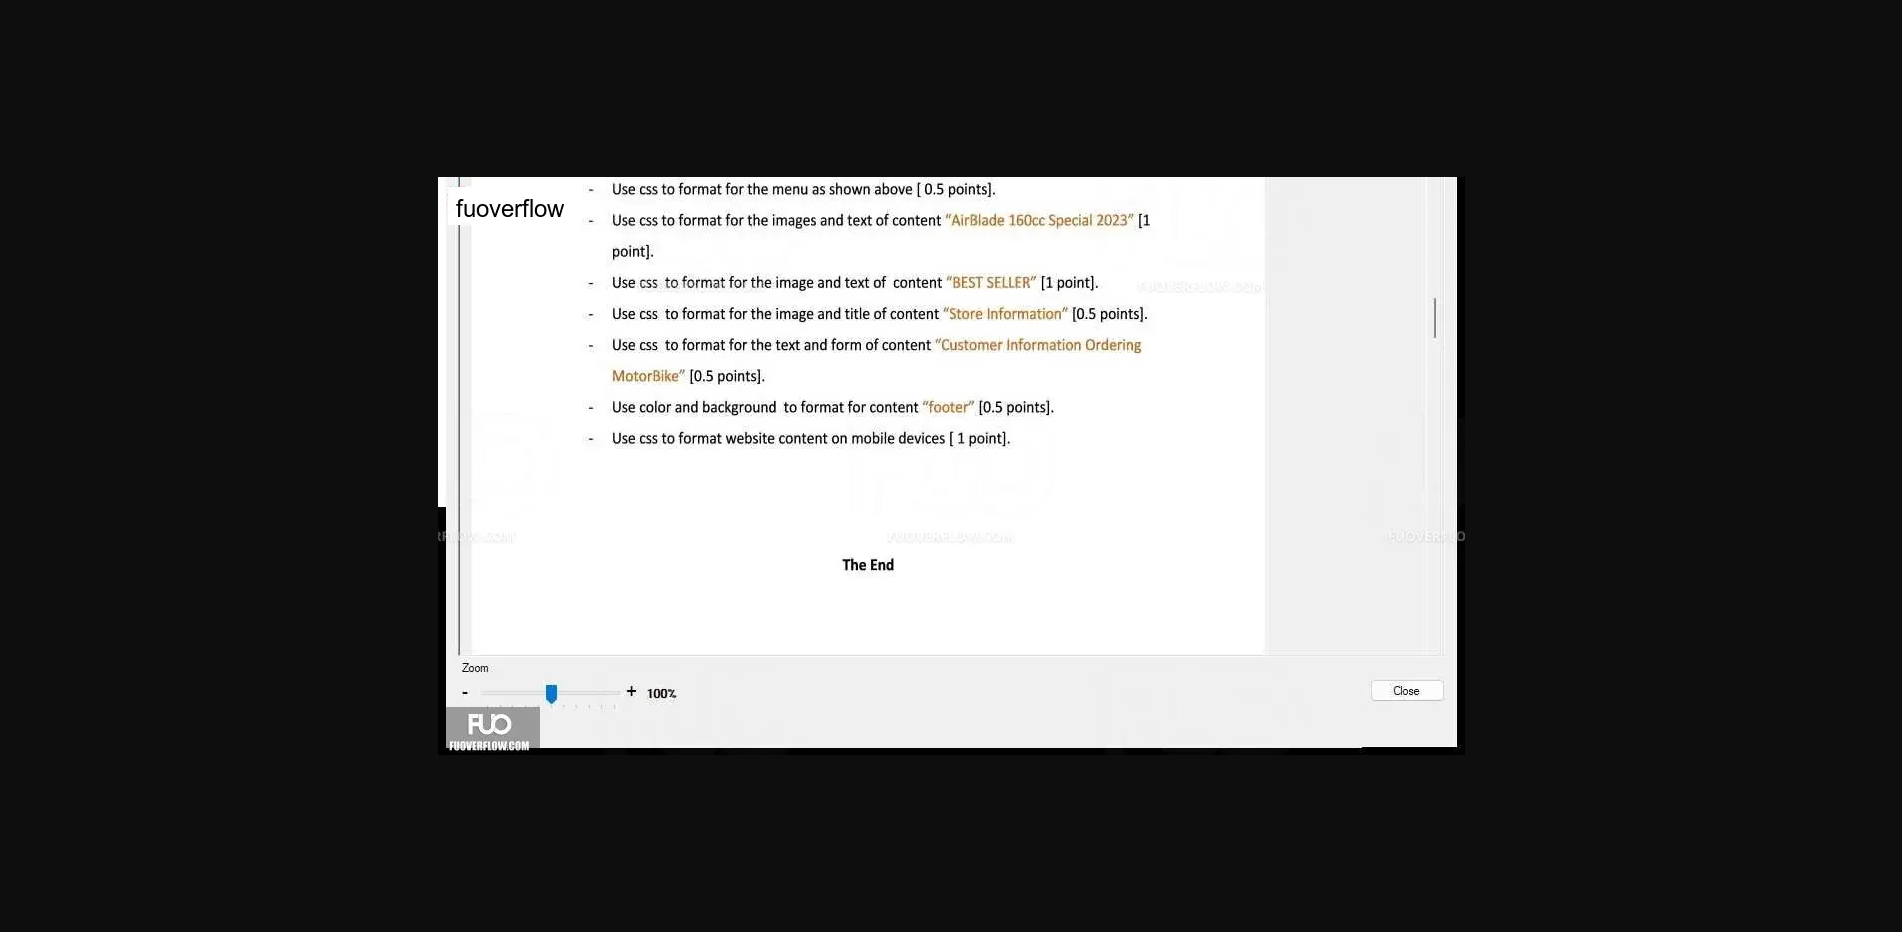 - Use css to format for the menu as shown above [ 0.5 points].
fuoverflow
- Use css to format for the images and text of content “AirBlade 160cc Special 2023” [1
point].
- Use css to format for the image and text of content “BEST SELLER” [1 point].
FUOVERFLOW.COM
- Use css to format for the image and title of content “Store Information” [0.5 points].
- Use css to format for the text and form of content “Customer Information Ordering
MotorBike” [0.5 points].
- Use color and background to format for content “footer” [0.5 points].
- Use css to format website content on mobile devices [ 1 point].
FUOVERFLOW.COM
The End
Zoom
- + 100%
Close
FUO
FUOVERFLOW.COM